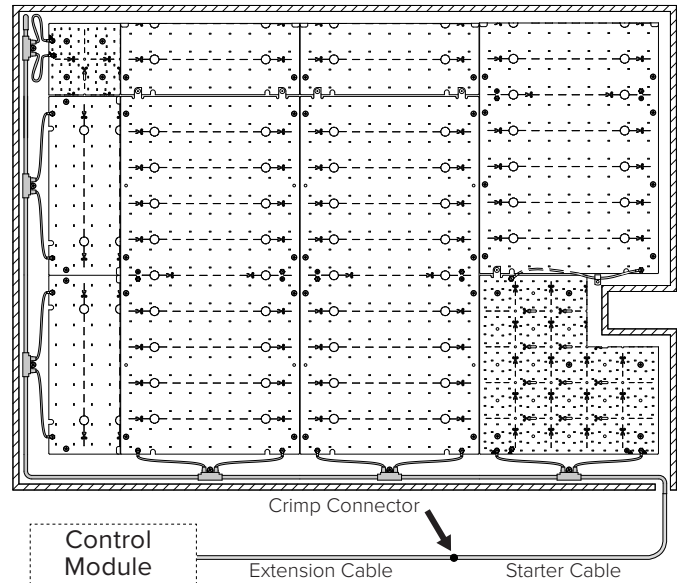 Crimp Connector
Control
Module
Extension Cable
Starter Cable